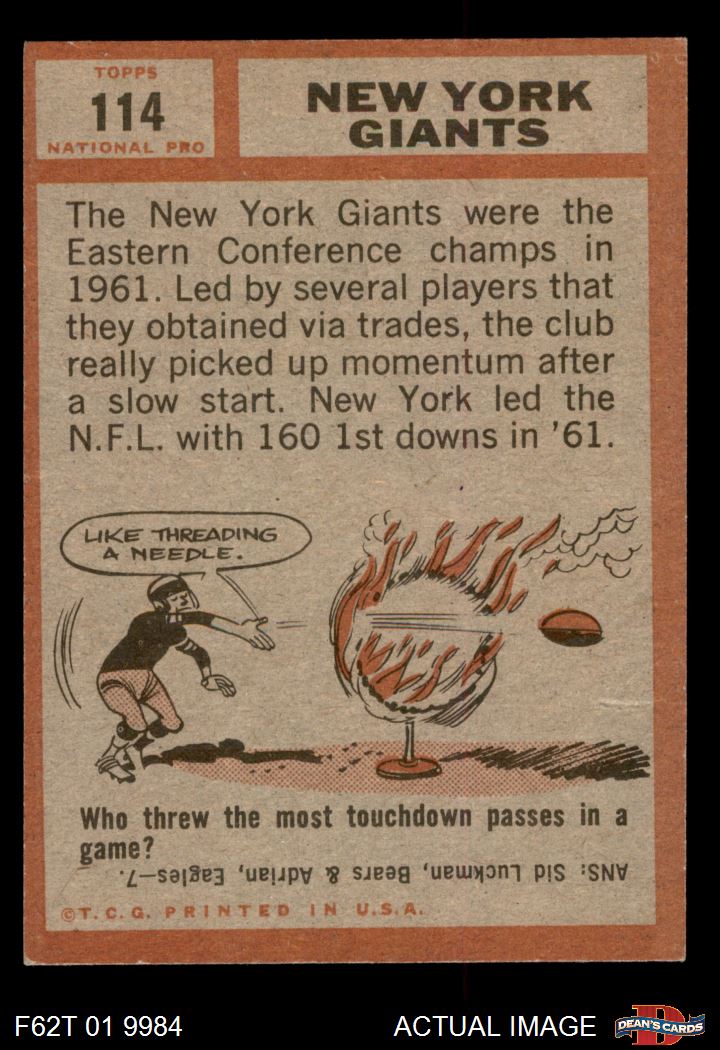 TOPPS
114
NATIONAL PRO
NEW YORK
GIANTS
The New York Giants were the
Eastern Conference champs in
1961. Led by several players that
they obtained via trades, the club
really picked up momentum after
a slow start. New York led the
N.F.L. with 160 1st downs in '61.
LIKE THREADING
A NEEDLE.
Who threw the most touchdown passes in a
game?
ANS: Sid Luckman, Bears & Adrian, Eagles—7.
©T.C.G. PRINTED IN U.S.A.
F62T 01 9984
ACTUAL IMAGE
D
DEAN'S CARDS